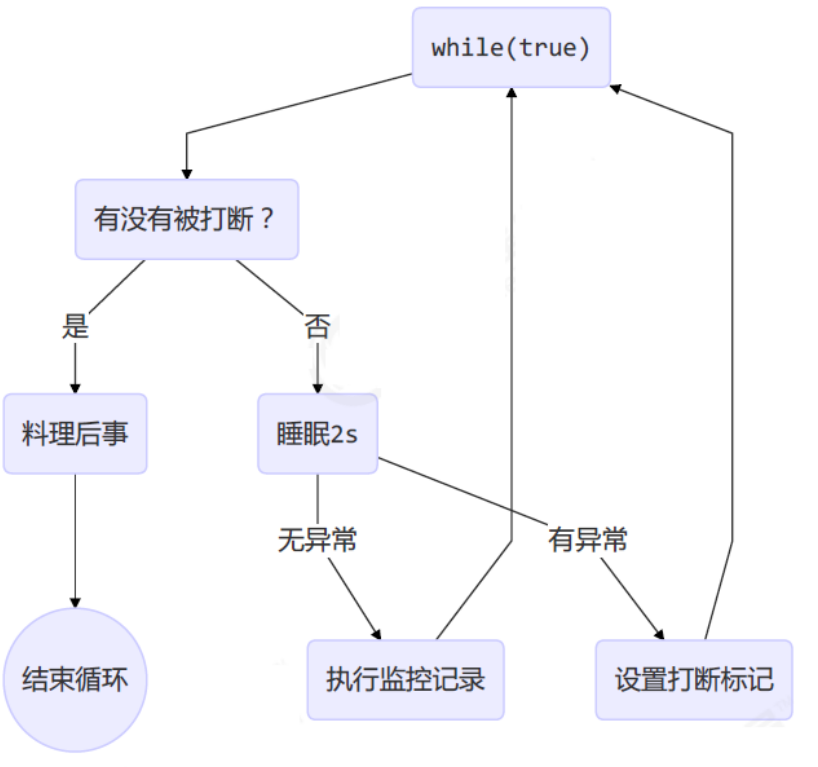 while(true)
有没有被打断？
是
否
料理后事
睡眠2s
无异常
有异常
结束循环
执行监控记录
设置打断标记